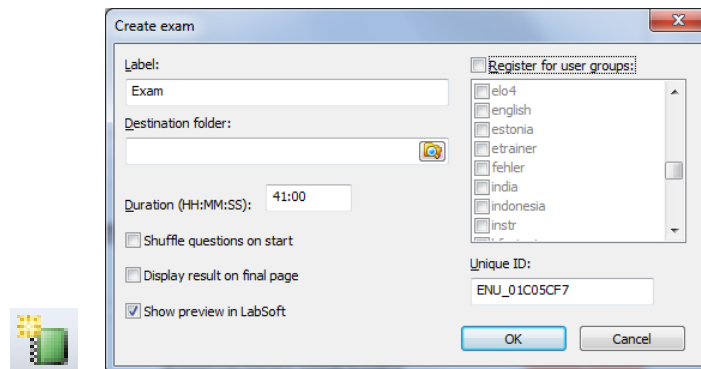 Create exam
Label:
Exam
Destination folder:
Duration (HH:MM:SS): 41:00
Shuffle questions on start
Display result on final page
Show preview in LabSoft
Register for user groups:
elo4
english
estonia
etrainer
fehler
india
indonesia
instr
Unique ID:
ENU_01C05CF7
OK Cancel